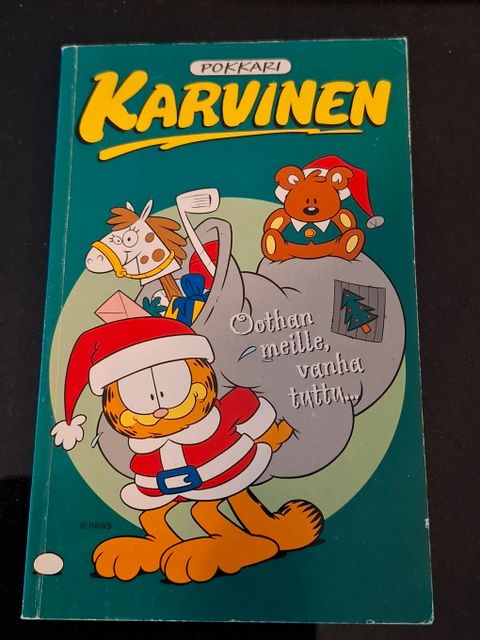 POKKARI
KARVINEN
Oothan
meille,
vanha
tuttu...
© PAWS